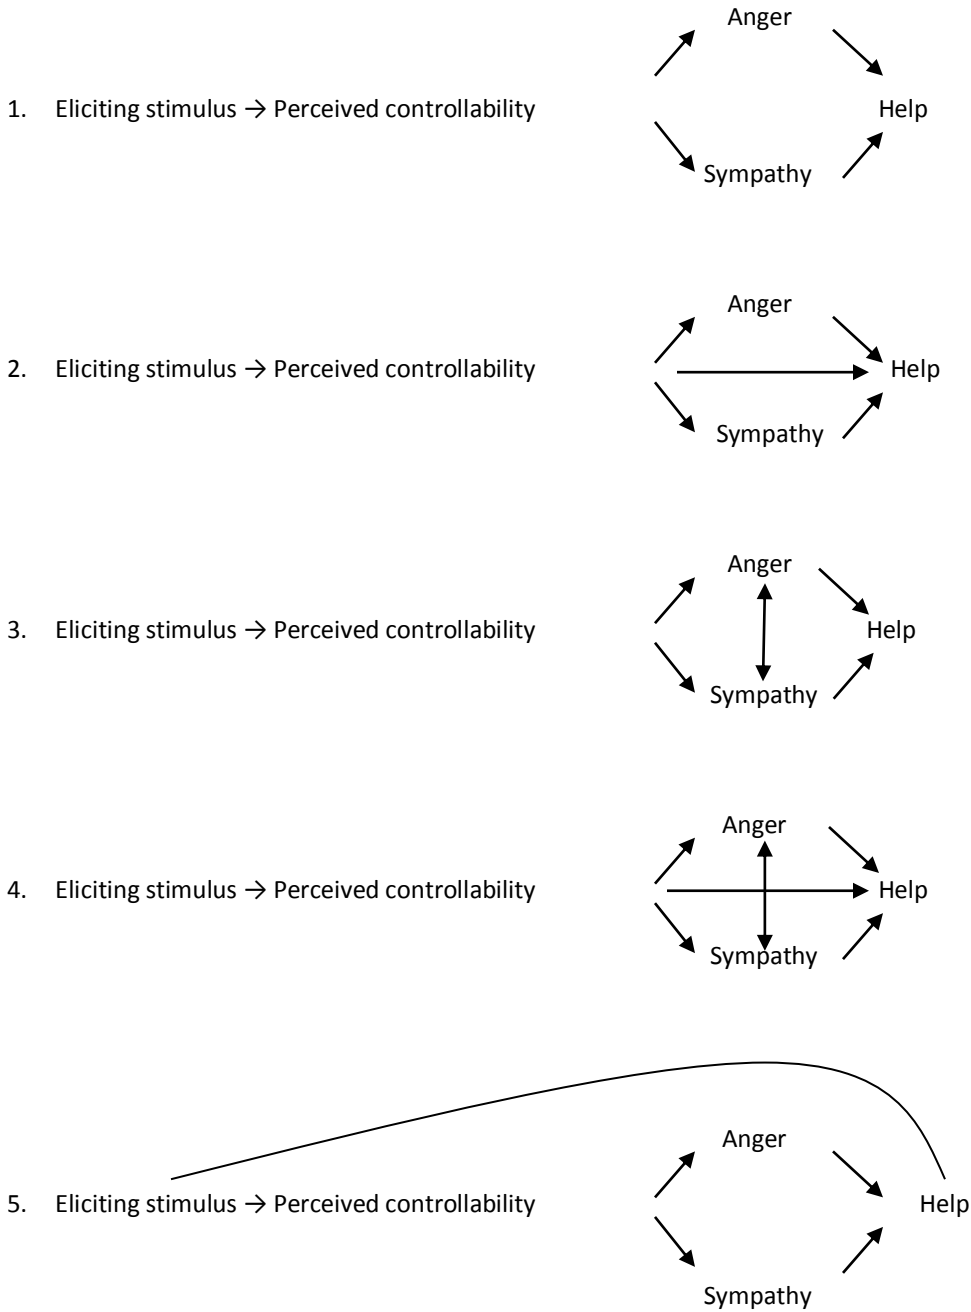 Anger
1. Eliciting stimulus → Perceived controllability Help
Sympathy
Anger
2. Eliciting stimulus → Perceived controllability Help
Sympathy
Anger
3. Eliciting stimulus → Perceived controllability Help
Sympathy
Anger
4. Eliciting stimulus → Perceived controllability Help
Sympathy
Anger
5. Eliciting stimulus → Perceived controllability Help
Sympathy